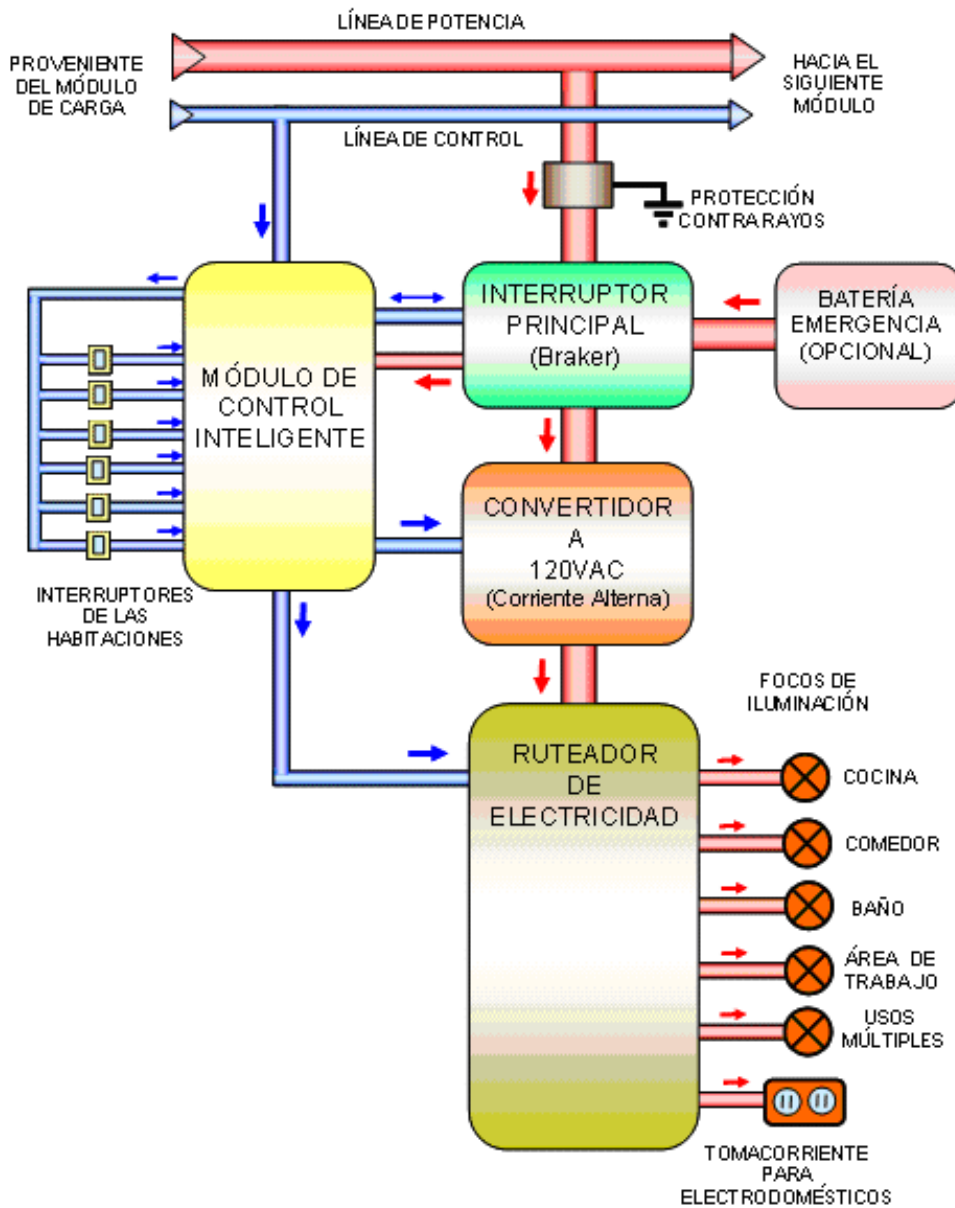 LÍNEA DE POTENCIA
PROVENIENTE
DEL MÓDULO
DE CARGA
HACIA EL
SIGUIENTE
MÓDULO
LÍNEA DE CONTROL
PROTECCIÓN
CONTRA RAYOS
INTERRUPTOR
PRINCIPAL
(Braker)
BATERÍA
EMERGENCIA
(OPCIONAL)
MÓDULO DE
CONTROL
INTELIGENTE
CONVERTIDOR
A
120VAC
(Corriente Alterna)
INTERRUPTORES
DE LAS
HABITACIONES
FOCOS DE
ILUMINACIÓN
RUTEADOR
DE
ELECTRICIDAD
COCINA
COMEDOR
BAÑO
ÁREA DE
TRABAJO
USOS
MÚLTIPLES
TOMACORRIENTE
PARA
ELECTRODOMÉSTICOS